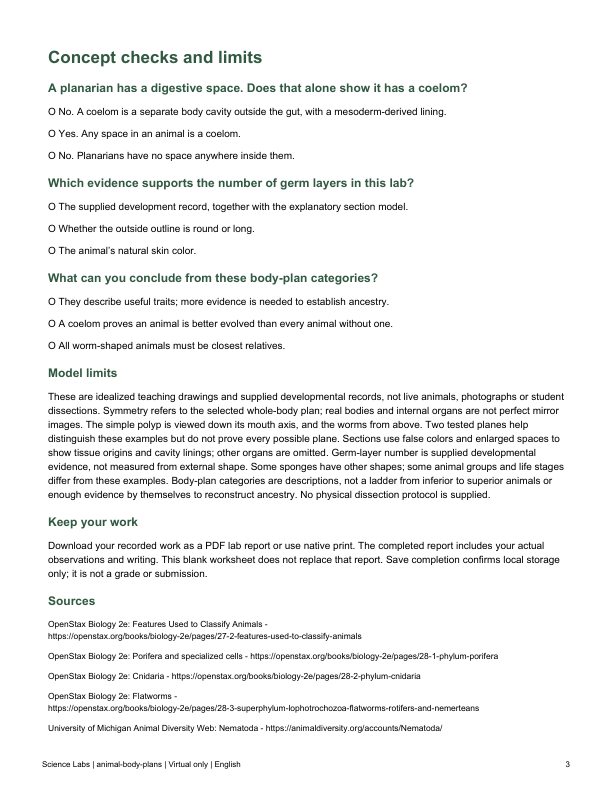 Concept checks and limits
A planarian has a digestive space. Does that alone show it has a coelom?
O No. A coelom is a separate body cavity outside the gut, with a mesoderm-derived lining.
O Yes. Any space in an animal is a coelom.
O No. Planarians have no space anywhere inside them.
Which evidence supports the number of germ layers in this lab?
O The supplied development record, together with the explanatory section model.
O Whether the outside outline is round or long.
O The animal's natural skin color.
What can you conclude from these body-plan categories?
O They describe useful traits; more evidence is needed to establish ancestry.
O A coelom proves an animal is better evolved than every animal without one.
O All worm-shaped animals must be closest relatives.
Model limits
These are idealized teaching drawings and supplied developmental records, not live animals, photographs or student
dissections. Symmetry refers to the selected whole-body plan; real bodies and internal organs are not perfect mirror
images. The simple polyp is viewed down its mouth axis, and the worms from above. Two tested planes help
distinguish these examples but do not prove every possible plane. Sections use false colors and enlarged spaces to
show tissue origins and cavity linings; other organs are omitted. Germ-layer number is supplied developmental
evidence, not measured from external shape. Some sponges have other shapes; some animal groups and life stages
differ from these examples. Body-plan categories are descriptions, not a ladder from inferior to superior animals or
enough evidence by themselves to reconstruct ancestry. No physical dissection protocol is supplied.
Keep your work
Download your recorded work as a PDF lab report or use native print. The completed report includes your actual
observations and writing. This blank worksheet does not replace that report. Save completion confirms local storage
only; it is not a grade or submission.
Sources
OpenStax Biology 2e: Features Used to Classify Animals -
https://openstax.org/books/biology-2e/pages/27-2-features-used-to-classify-animals
OpenStax Biology 2e: Porifera and specialized cells - https://openstax.org/books/biology-2e/pages/28-1-phylum-porifera
OpenStax Biology 2e: Cnidaria - https://openstax.org/books/biology-2e/pages/28-2-phylum-cnidaria
OpenStax Biology 2e: Flatworms -
https://openstax.org/books/biology-2e/pages/28-3-superphylum-lophotrochozoa-flatworms-rotifers-and-nemerteans
University of Michigan Animal Diversity Web: Nematoda - https://animaldiversity.org/accounts/Nematoda/
Science Labs | animal-body-plans | Virtual only | English
3